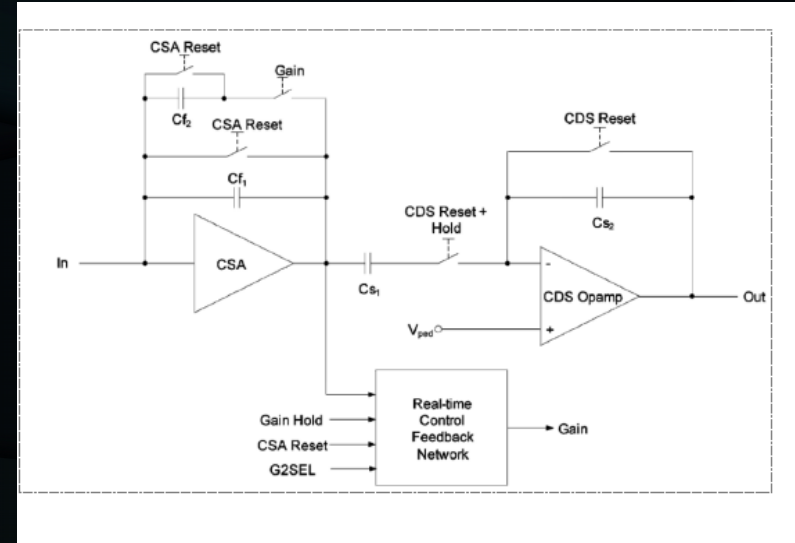 CSA Reset
Gain
Cf₂
CSA Reset
CDS Reset
Cf₁
CDS Reset +
Hold
Cs₂
In
CSA
Cs₁
-
CDS Opamp
Out
Vped
+
Real-time
Control
Feedback
Network
Gain Hold
CSA Reset
G2SEL
Gain